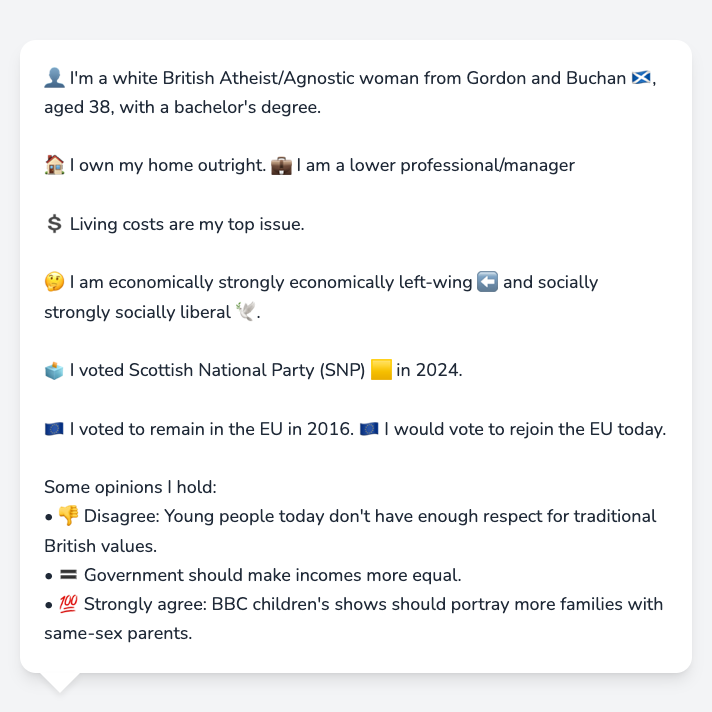 👤 I'm a white British Atheist/Agnostic woman from Gordon and Buchan 🏴󠁧󠁢󠁳󠁣󠁴󠁿,
aged 38, with a bachelor's degree.
🏠 I own my home outright. 💼 I am a lower professional/manager
💲 Living costs are my top issue.
🤔 I am economically strongly economically left-wing ⬅️ and socially
strongly socially liberal 🕊️.
🗳️ I voted Scottish National Party (SNP) 🟨 in 2024.
🇪🇺 I voted to remain in the EU in 2016. 🇪🇺 I would vote to rejoin the EU today.
Some opinions I hold:
• 👎 Disagree: Young people today don't have enough respect for traditional
British values.
• 🟰 Government should make incomes more equal.
• 💯 Strongly agree: BBC children's shows should portray more families with
same-sex parents.